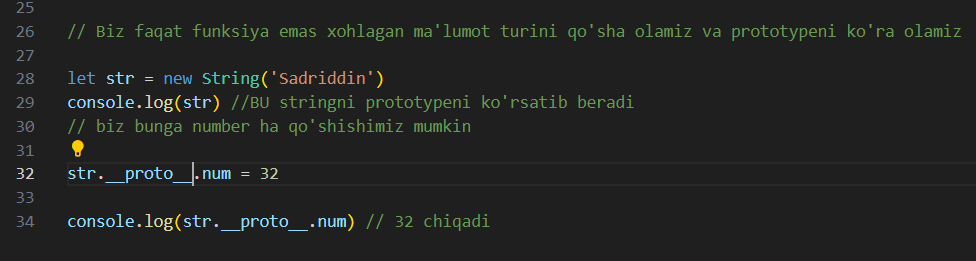 25
26 // Biz faqat funksiya emas xohlagan ma'lumot turini qo'sha olamiz va prototypeni ko'ra olamiz
27
28 let str = new String('Sadriddin')
29 console.log(str) //BU stringni prototypeni ko'rsatib beradi
30 // biz bunga number ha qo'shishimiz mumkin
31
32 str.__proto__.num = 32
33
34 console.log(str.__proto__.num) // 32 chiqadi